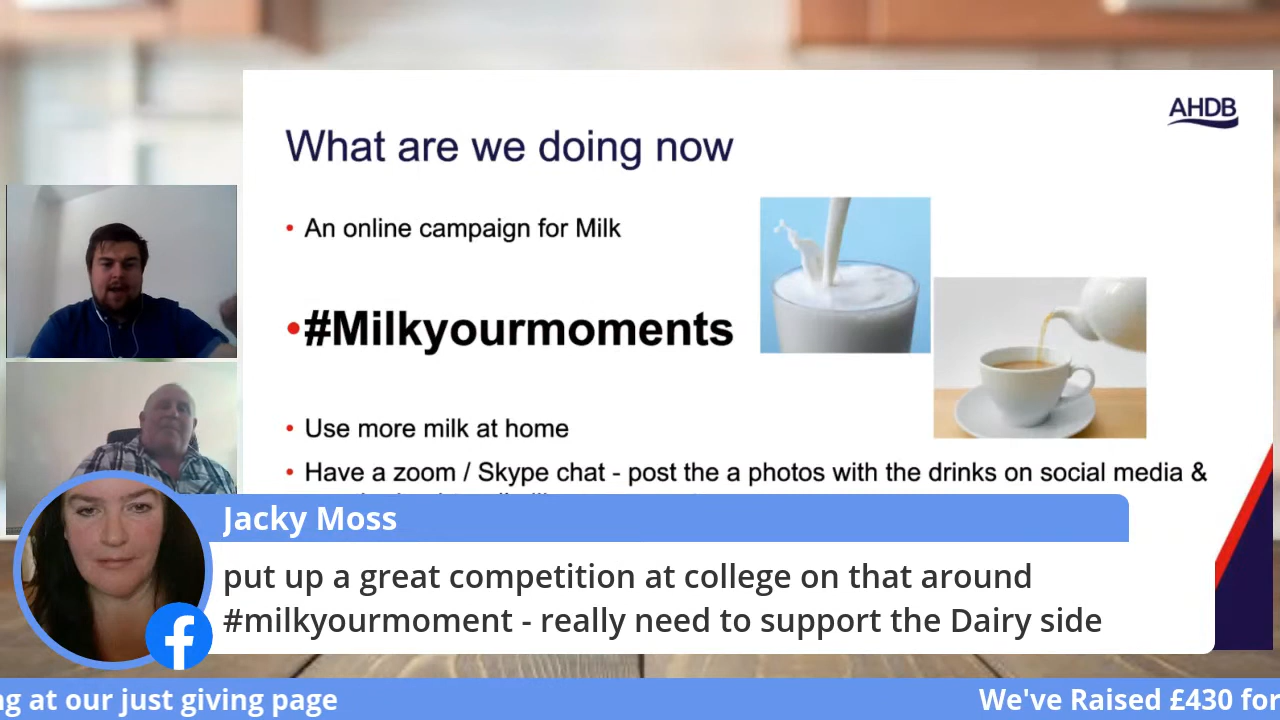 AHDB
What are we doing now
• An online campaign for Milk
•#Milkyourmoments
• Use more milk at home
• Have a zoom / Skype chat - post the a photos with the drinks on social media &
Jacky Moss
put up a great competition at college on that around
#milkyourmoment - really need to support the Dairy side
at our just giving page
We've Raised £430 for